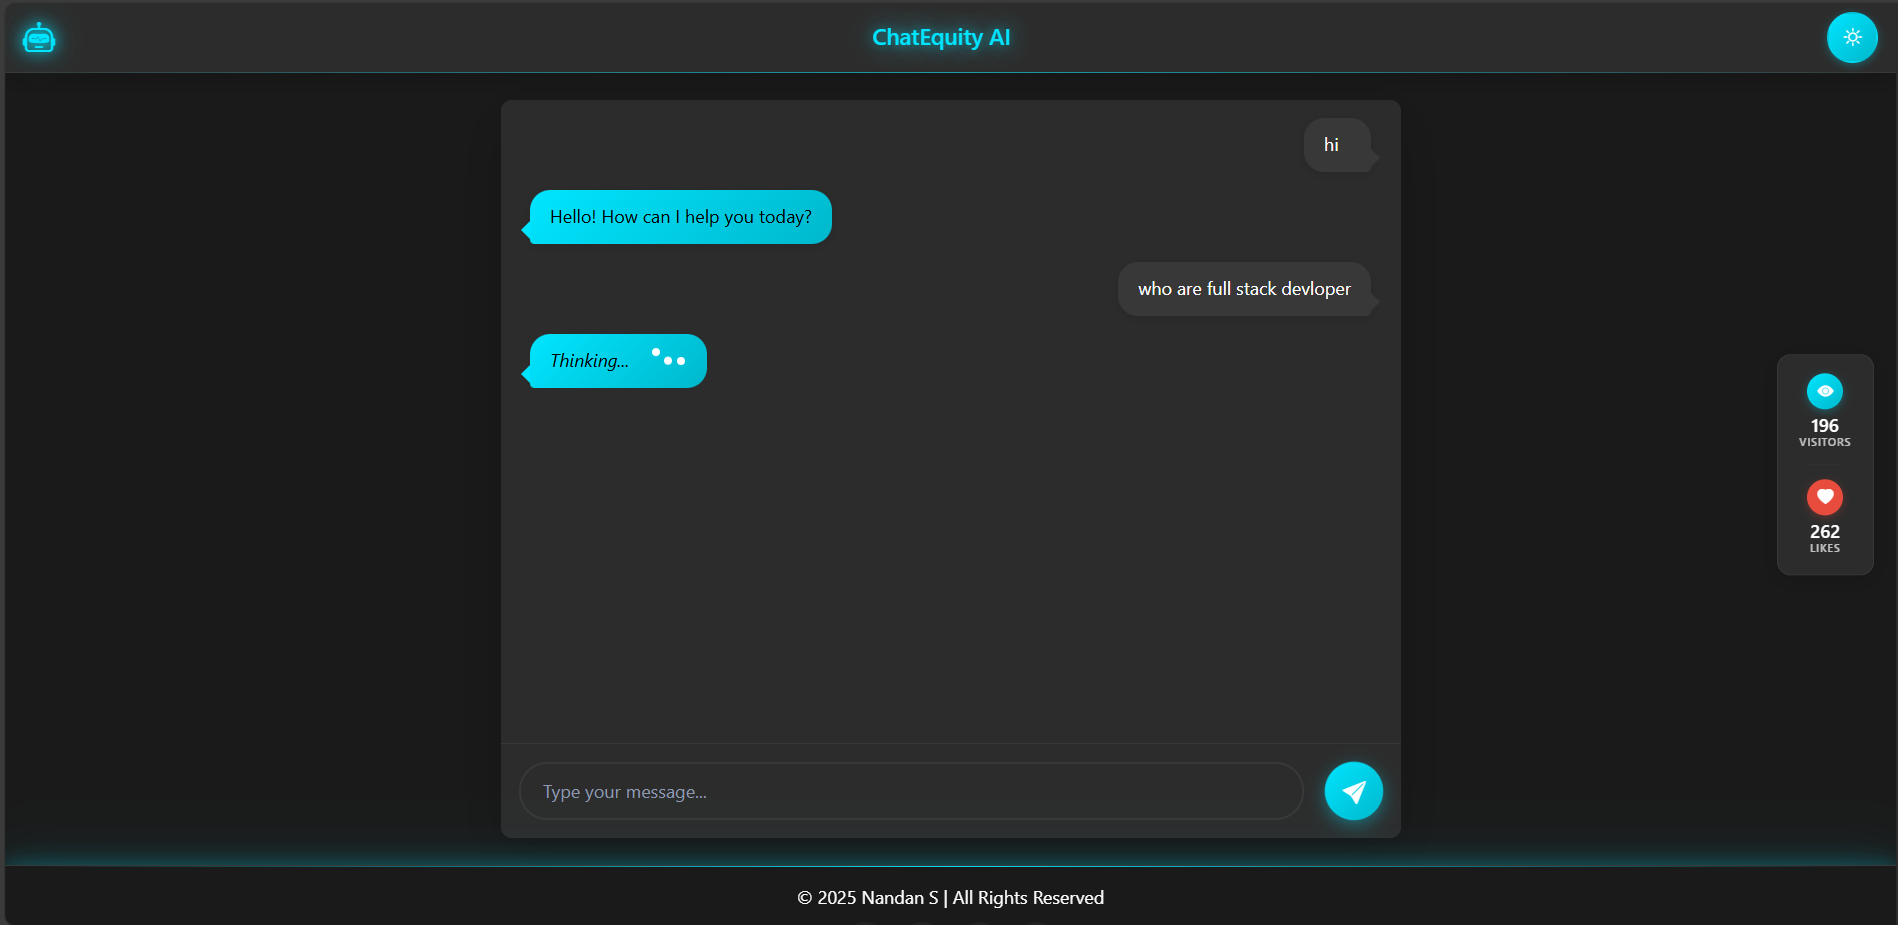 ChatEquity AI
hi
Hello! How can I help you today?
who are full stack devloper
Thinking...
196
VISITORS
262
LIKES
Type your message...
© 2025 Nandan S | All Rights Reserved